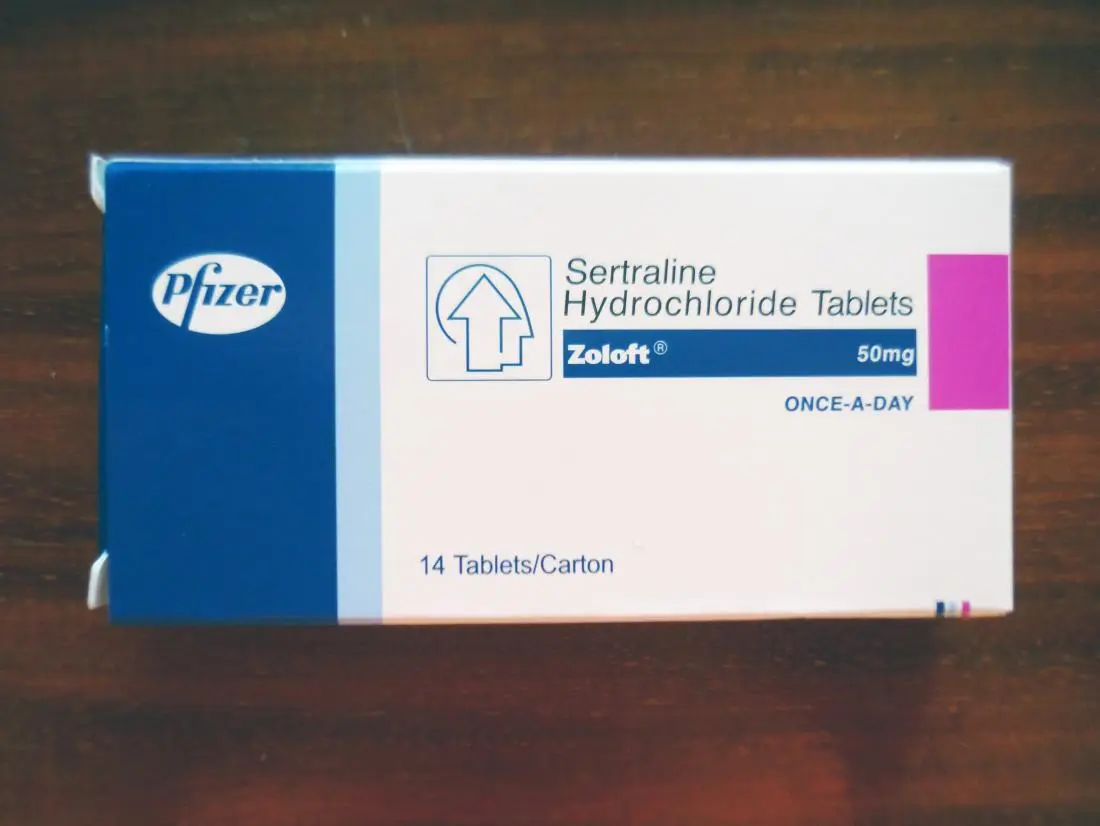 Pfizer
Sertraline
Hydrochloride Tablets
Zoloft® 50mg
ONCE-A-DAY
14 Tablets/Carton